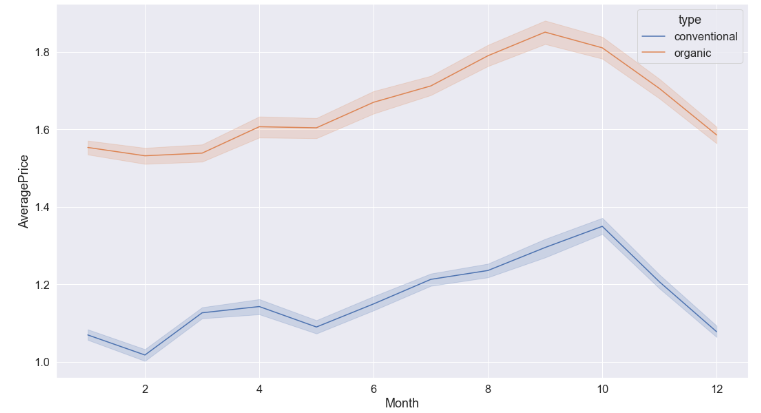 type
conventional
organic
AveragePrice
1.8
1.6
1.4
1.2
1.0
2 4 6 8 10 12
Month